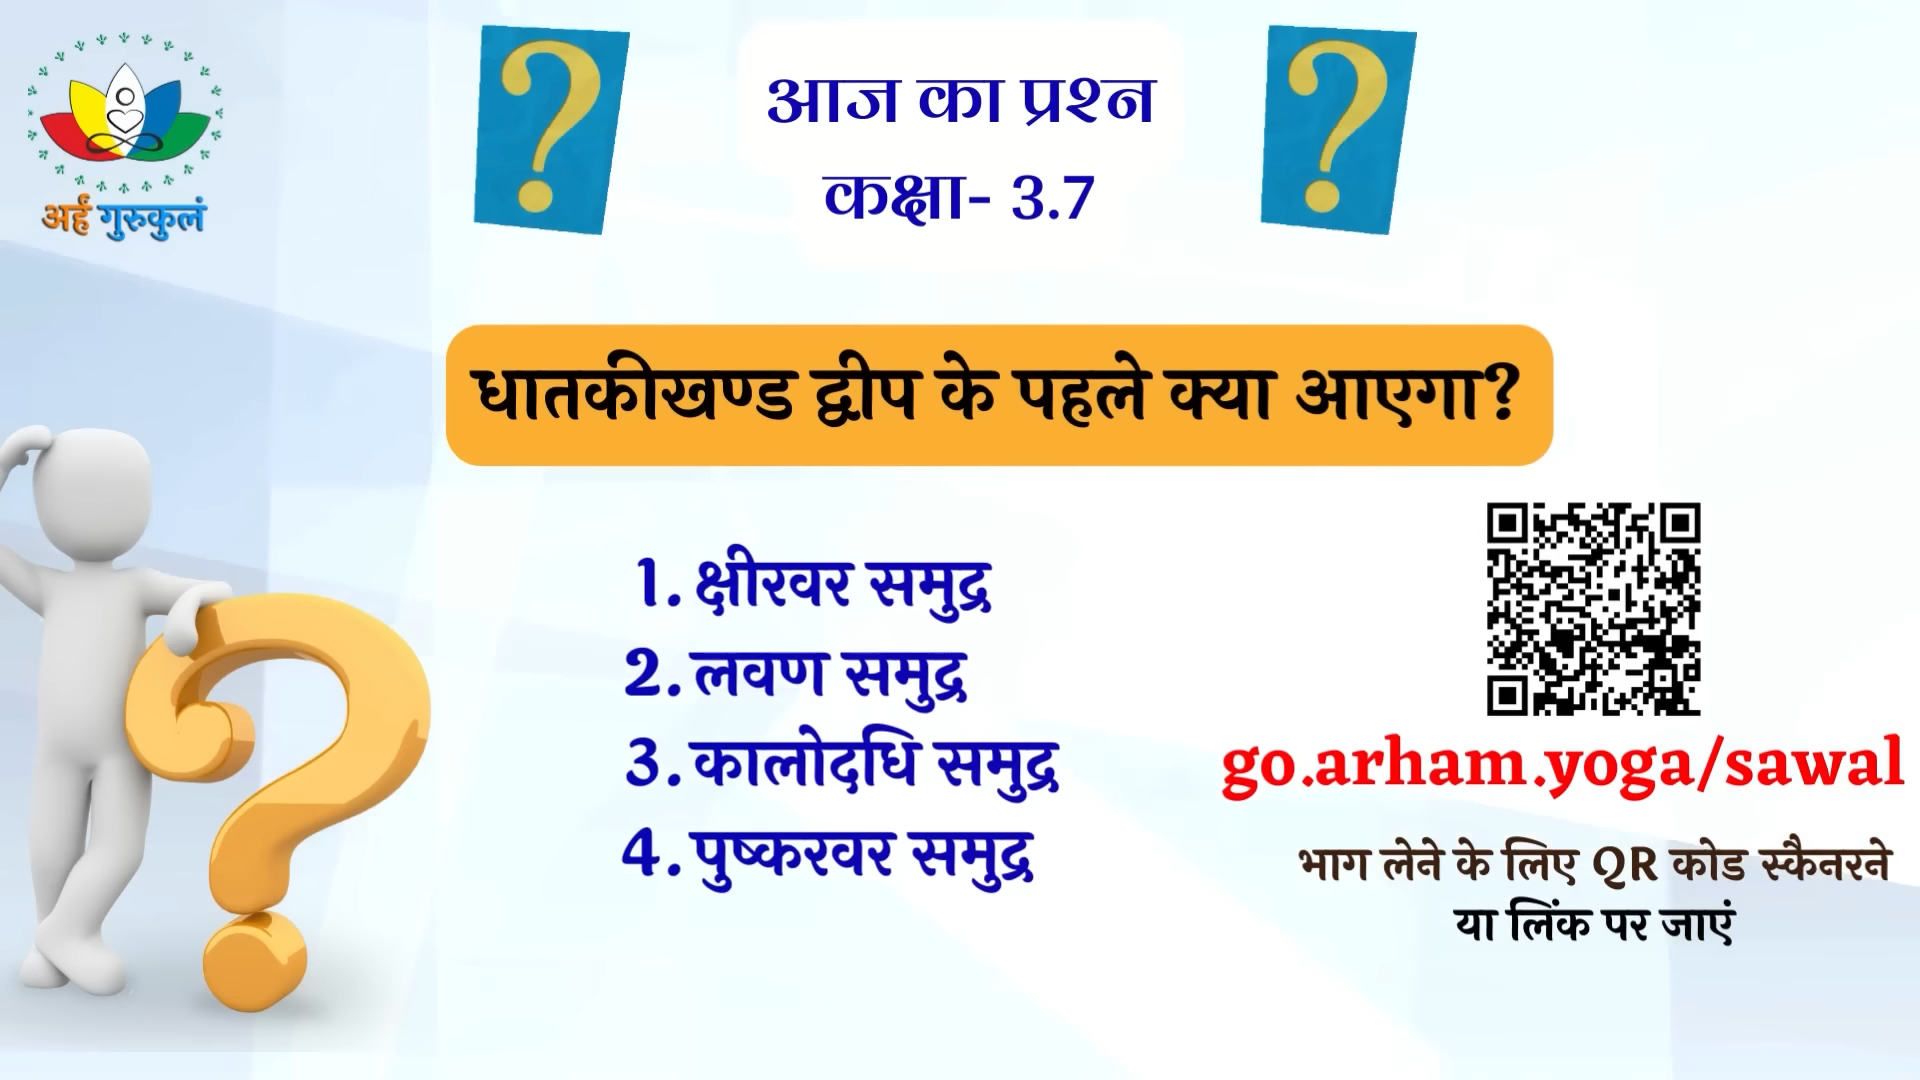 अर्हं गुरुकुलं
आज का प्रश्न
कक्षा- 3.7
धातकीखण्ड द्वीप के पहले क्या आएगा?
1. क्षीरवर समुद्र
2. लवण समुद्र
3. कालोदधि समुद्र
4. पुष्करवर समुद्र
go.arham.yoga/sawal
भाग लेने के लिए QR कोड स्कैनरने
या लिंक पर जाएं